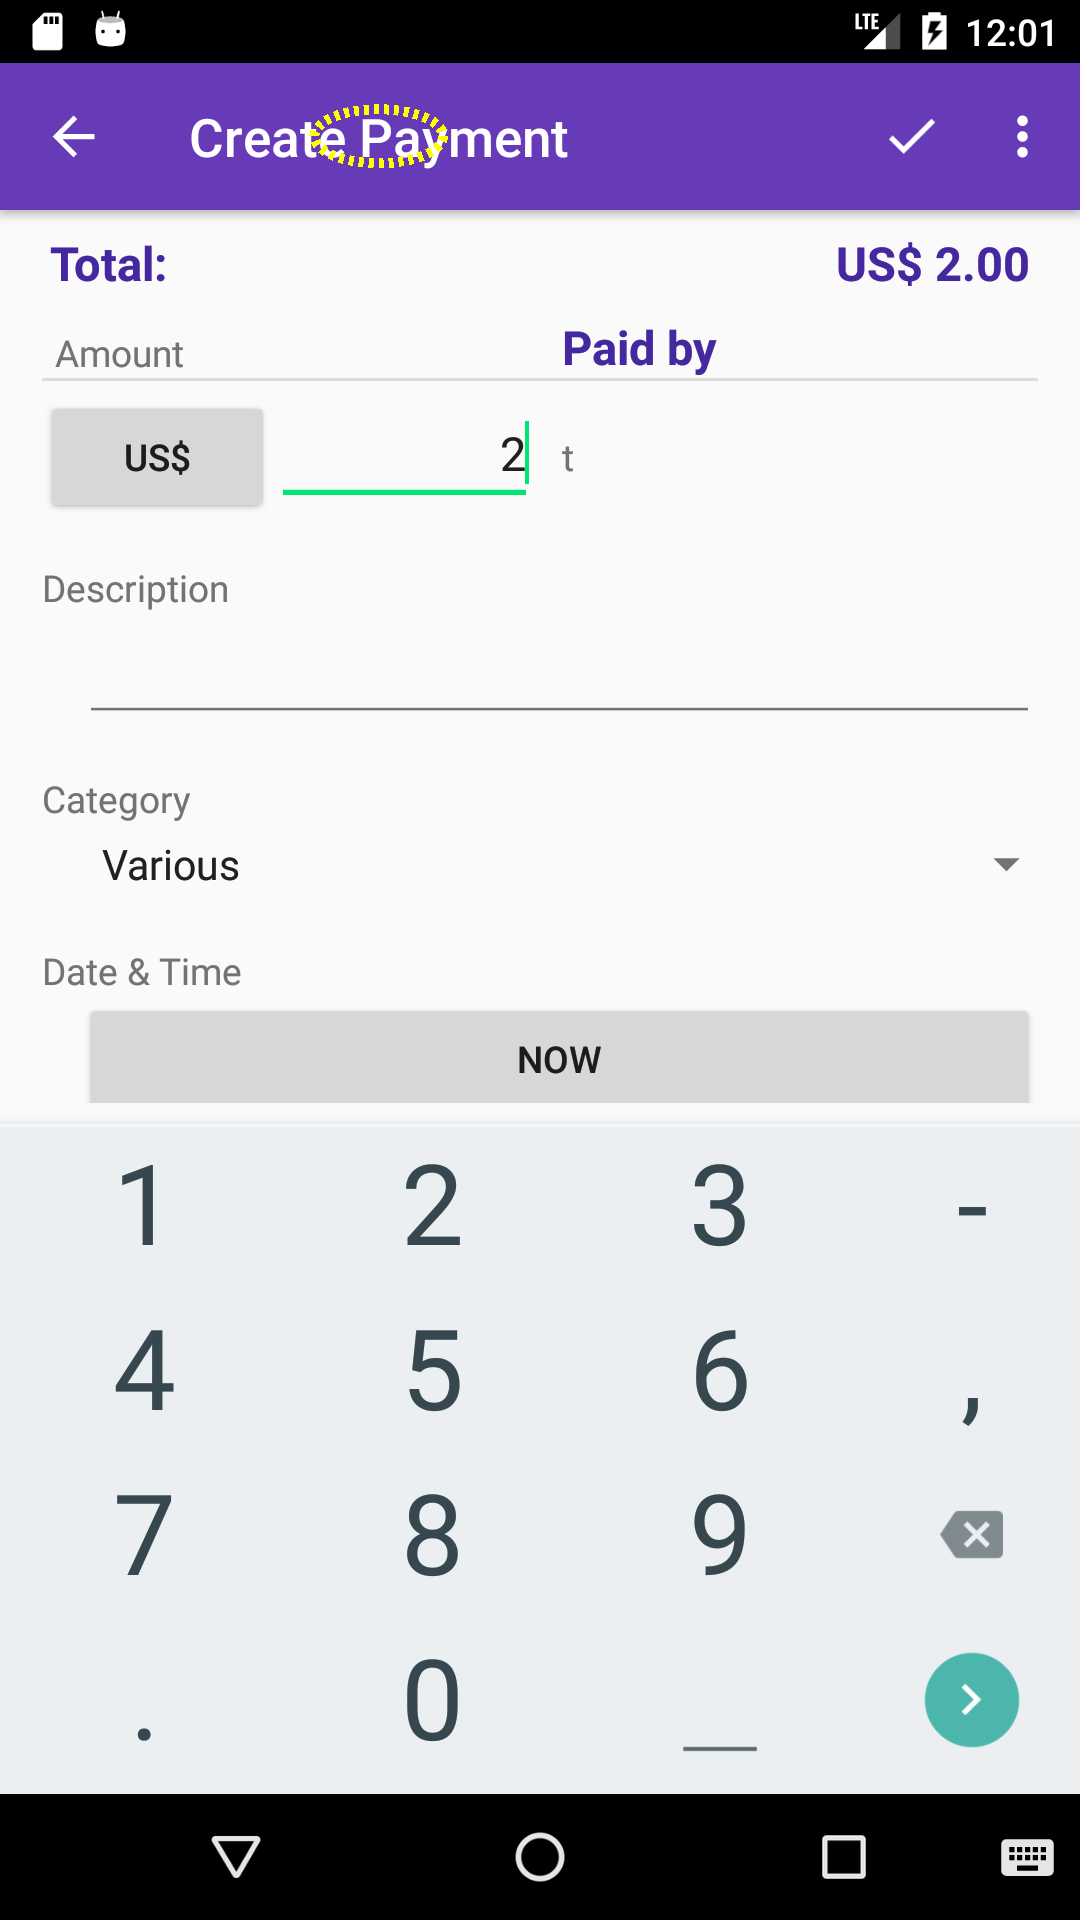 LTE 12:01
Create Payment
Total: US$ 2.00
Amount Paid by
US$ 2 t
Description
Category
Various
Date & Time
NOW
1 2 3 -
4 5 6 ,
7 8 9
. 0 _